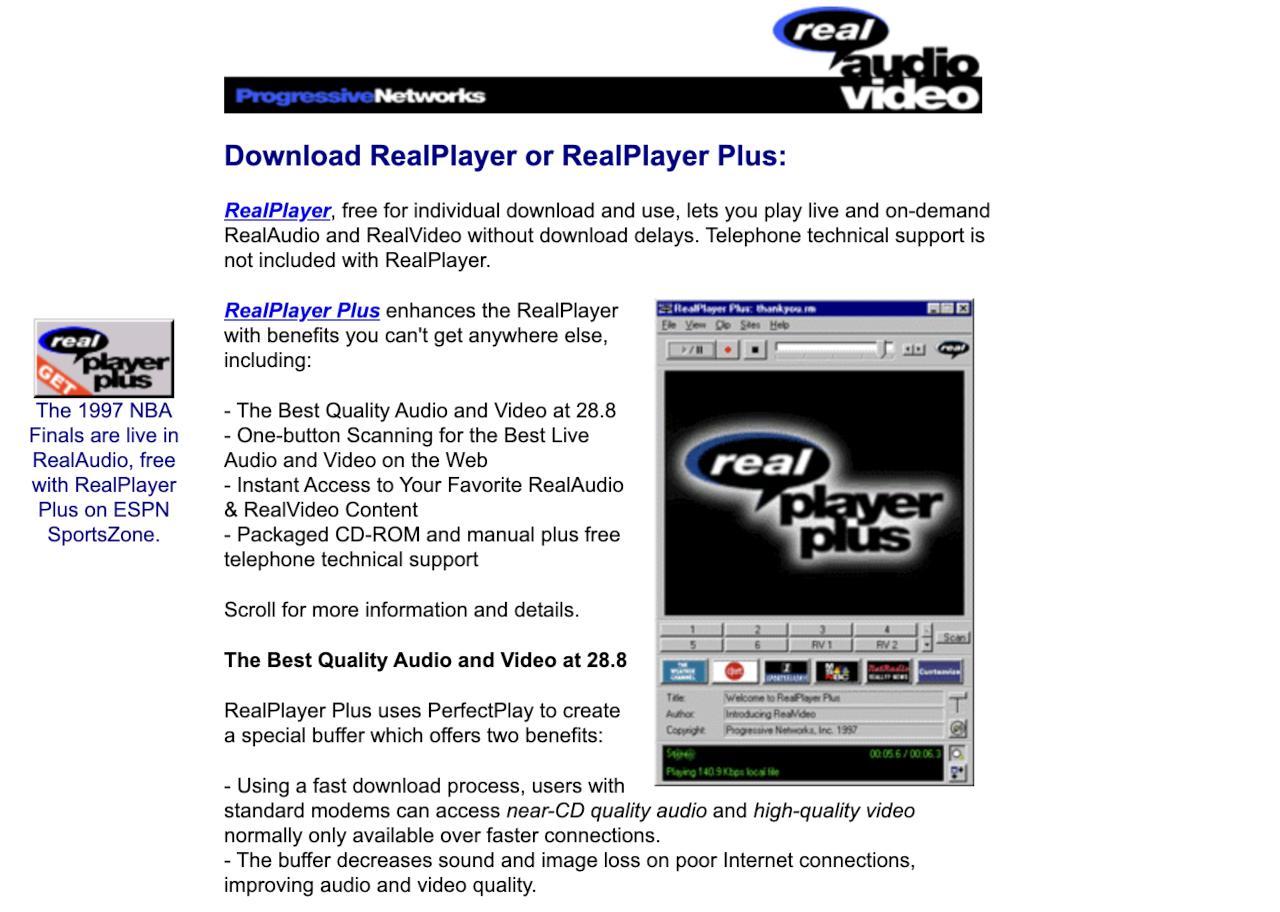 real
audio
ProgressiveNetworks
video
Download RealPlayer or RealPlayer Plus:
RealPlayer, free for individual download and use, lets you play live and on-demand
RealAudio and RealVideo without download delays. Telephone technical support is
not included with RealPlayer.
real
player
plus
GET
The 1997 NBA
Finals are live in
RealAudio, free
with RealPlayer
Plus on ESPN
SportsZone.
RealPlayer Plus enhances the RealPlayer
with benefits you can't get anywhere else,
including:
- The Best Quality Audio and Video at 28.8
- One-button Scanning for the Best Live
Audio and Video on the Web
- Instant Access to Your Favorite RealAudio
& RealVideo Content
- Packaged CD-ROM and manual plus free
telephone technical support
Scroll for more information and details.
The Best Quality Audio and Video at 28.8
RealPlayer Plus uses PerfectPlay to create
a special buffer which offers two benefits:
- Using a fast download process, users with
standard modems can access near-CD quality audio and high-quality video
normally only available over faster connections.
- The buffer decreases sound and image loss on poor Internet connections,
improving audio and video quality.
RealPlayer Plus: thankyou.rm
File View Clip Sites Help
real
real
player
plus
1 2 3 4
Scan
5 6 RV 1 RV 2
THE WEATHER CHANNEL
NetRadio
Customize
Title: Welcome to RealPlayer Plus
Author: Introducing RealVideo
Copyright: Progressive Networks, Inc. 1997
00:05.6 / 00:06.3
Playing 140.9 Kbps local file